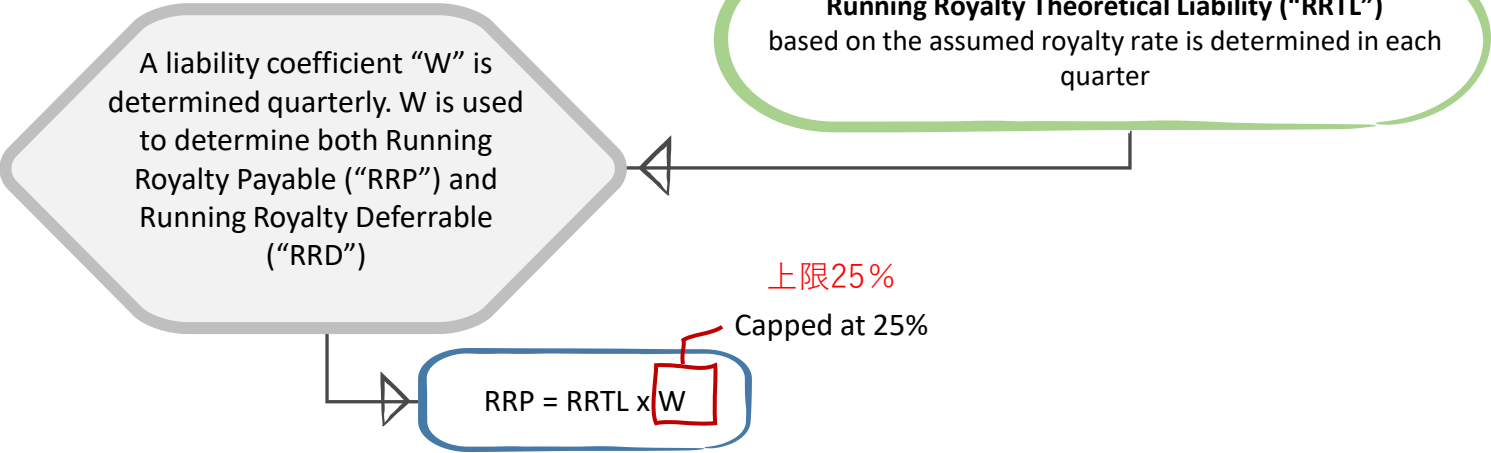 Running Royalty Theoretical Liability (“RRTL”)
based on the assumed royalty rate is determined in each
quarter
A liability coefficient “W” is
determined quarterly. W is used
to determine both Running
Royalty Payable (“RRP”) and
Running Royalty Deferrable
(“RRD”)
上限25%
Capped at 25%
RRP = RRTL x W